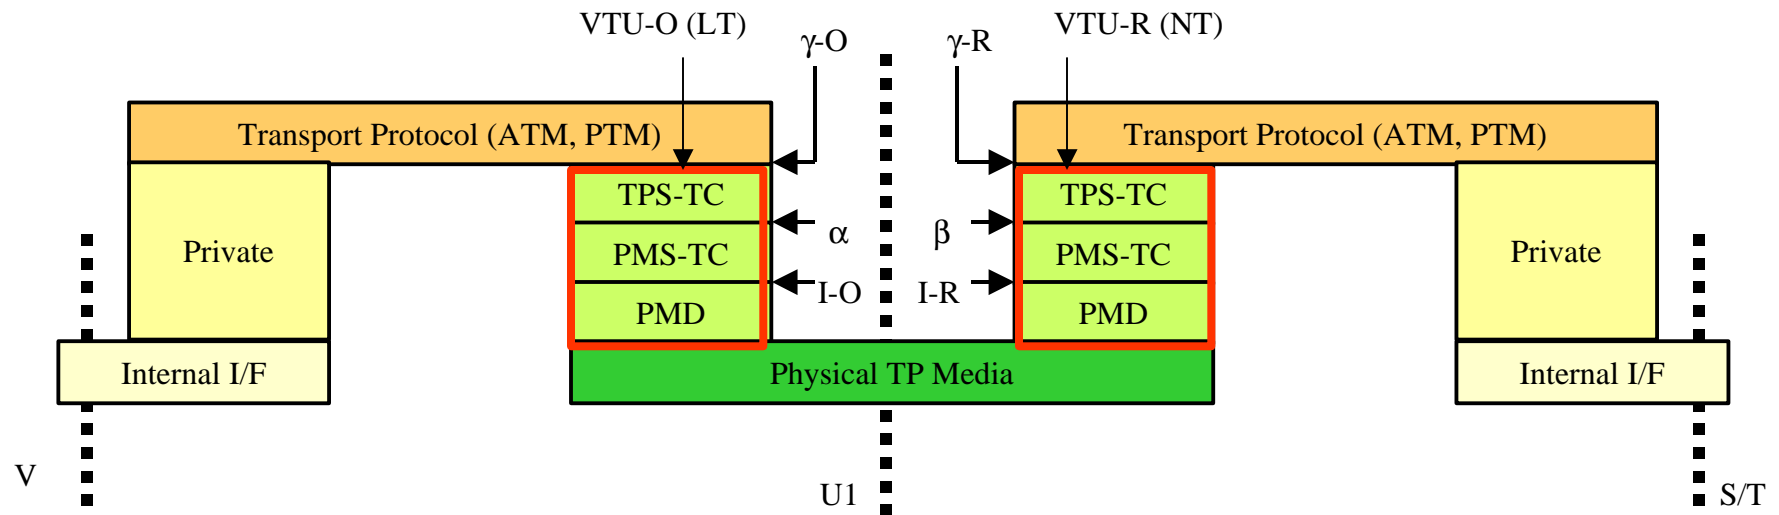 VTU-O (LT)
VTU-R (NT)
γ-O
γ-R
Transport Protocol (ATM, PTM)
Transport Protocol (ATM, PTM)
TPS-TC
TPS-TC
α
β
Private
PMS-TC
PMS-TC
Private
I-O
I-R
PMD
PMD
Internal I/F
Physical TP Media
Internal I/F
V
U1
S/T